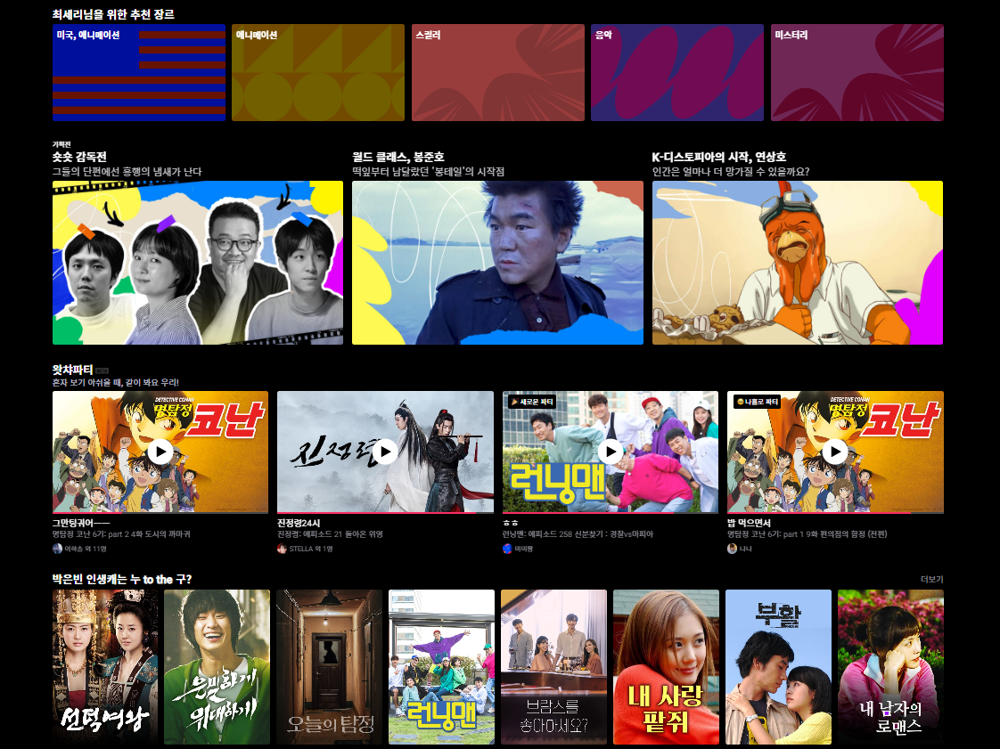 최세리님을 위한 추천 장르
미국, 애니메이션
애니메이션
스릴러
음악
미스터리
기획전
숏숏 감독전
그들의 단편에선 흥행의 냄새가 난다
월드 클래스, 봉준호
떡잎부터 남달랐던 '봉테일'의 시작점
K-디스토피아의 시작, 연상호
인간은 얼마나 더 망가질 수 있을까요?
왓챠파티 BETA
혼자 보기 아쉬울 때, 같이 봐요 우리!
DETECTIVE CONAN
명탐정 코난
진정령
새로운 파티
런닝맨
나홀로 파티
DETECTIVE CONAN
명탐정 코난
그만팅귀어——
명탐정 코난 6기: part 2 4화 도시의 까마귀
이하솜 외 11명
진정령24시
진정령: 에피소드 21 돌아온 위영
STELLA 외 1명
ㅎㅎ
런닝맨: 에피소드 258 신분찾기 : 경찰vs마피아
미미짱
밥 먹으면서
명탐정 코난 6기: part 1 9화 편의점의 함정 (전편)
나나
박은빈 인생캐는 누 to the 구?
더보기
선덕여왕
은밀하게
위대하게
오늘의 탐정
런닝맨
브람스를
좋아하세요?
내 사랑
팥쥐
부활
내 남자의
로맨스